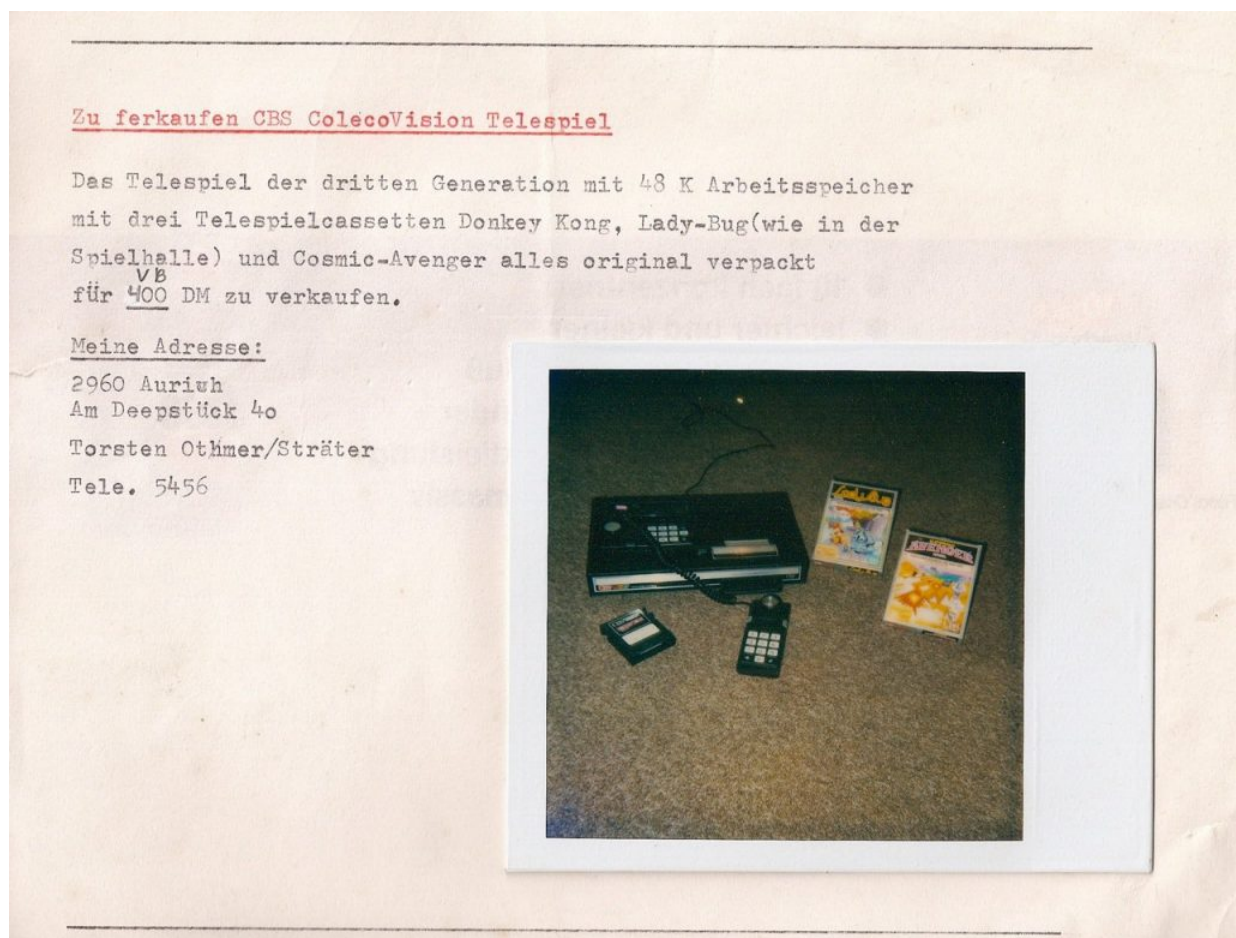 Zu ferkaufen CBS ColecoVision Telespiel
Das Telespiel der dritten Generation mit 48 K Arbeitsspeicher
mit drei Telespielcassetten Donkey Kong, Lady-Bug(wie in der
Spielhalle) und Cosmic-Avenger alles original verpackt
VB
für 400 DM zu verkaufen.
Meine Adresse:
2960 Auriwh
Am Deepstück 4o
Torsten Othmer/Sträter
Tele. 5456
AVENGER